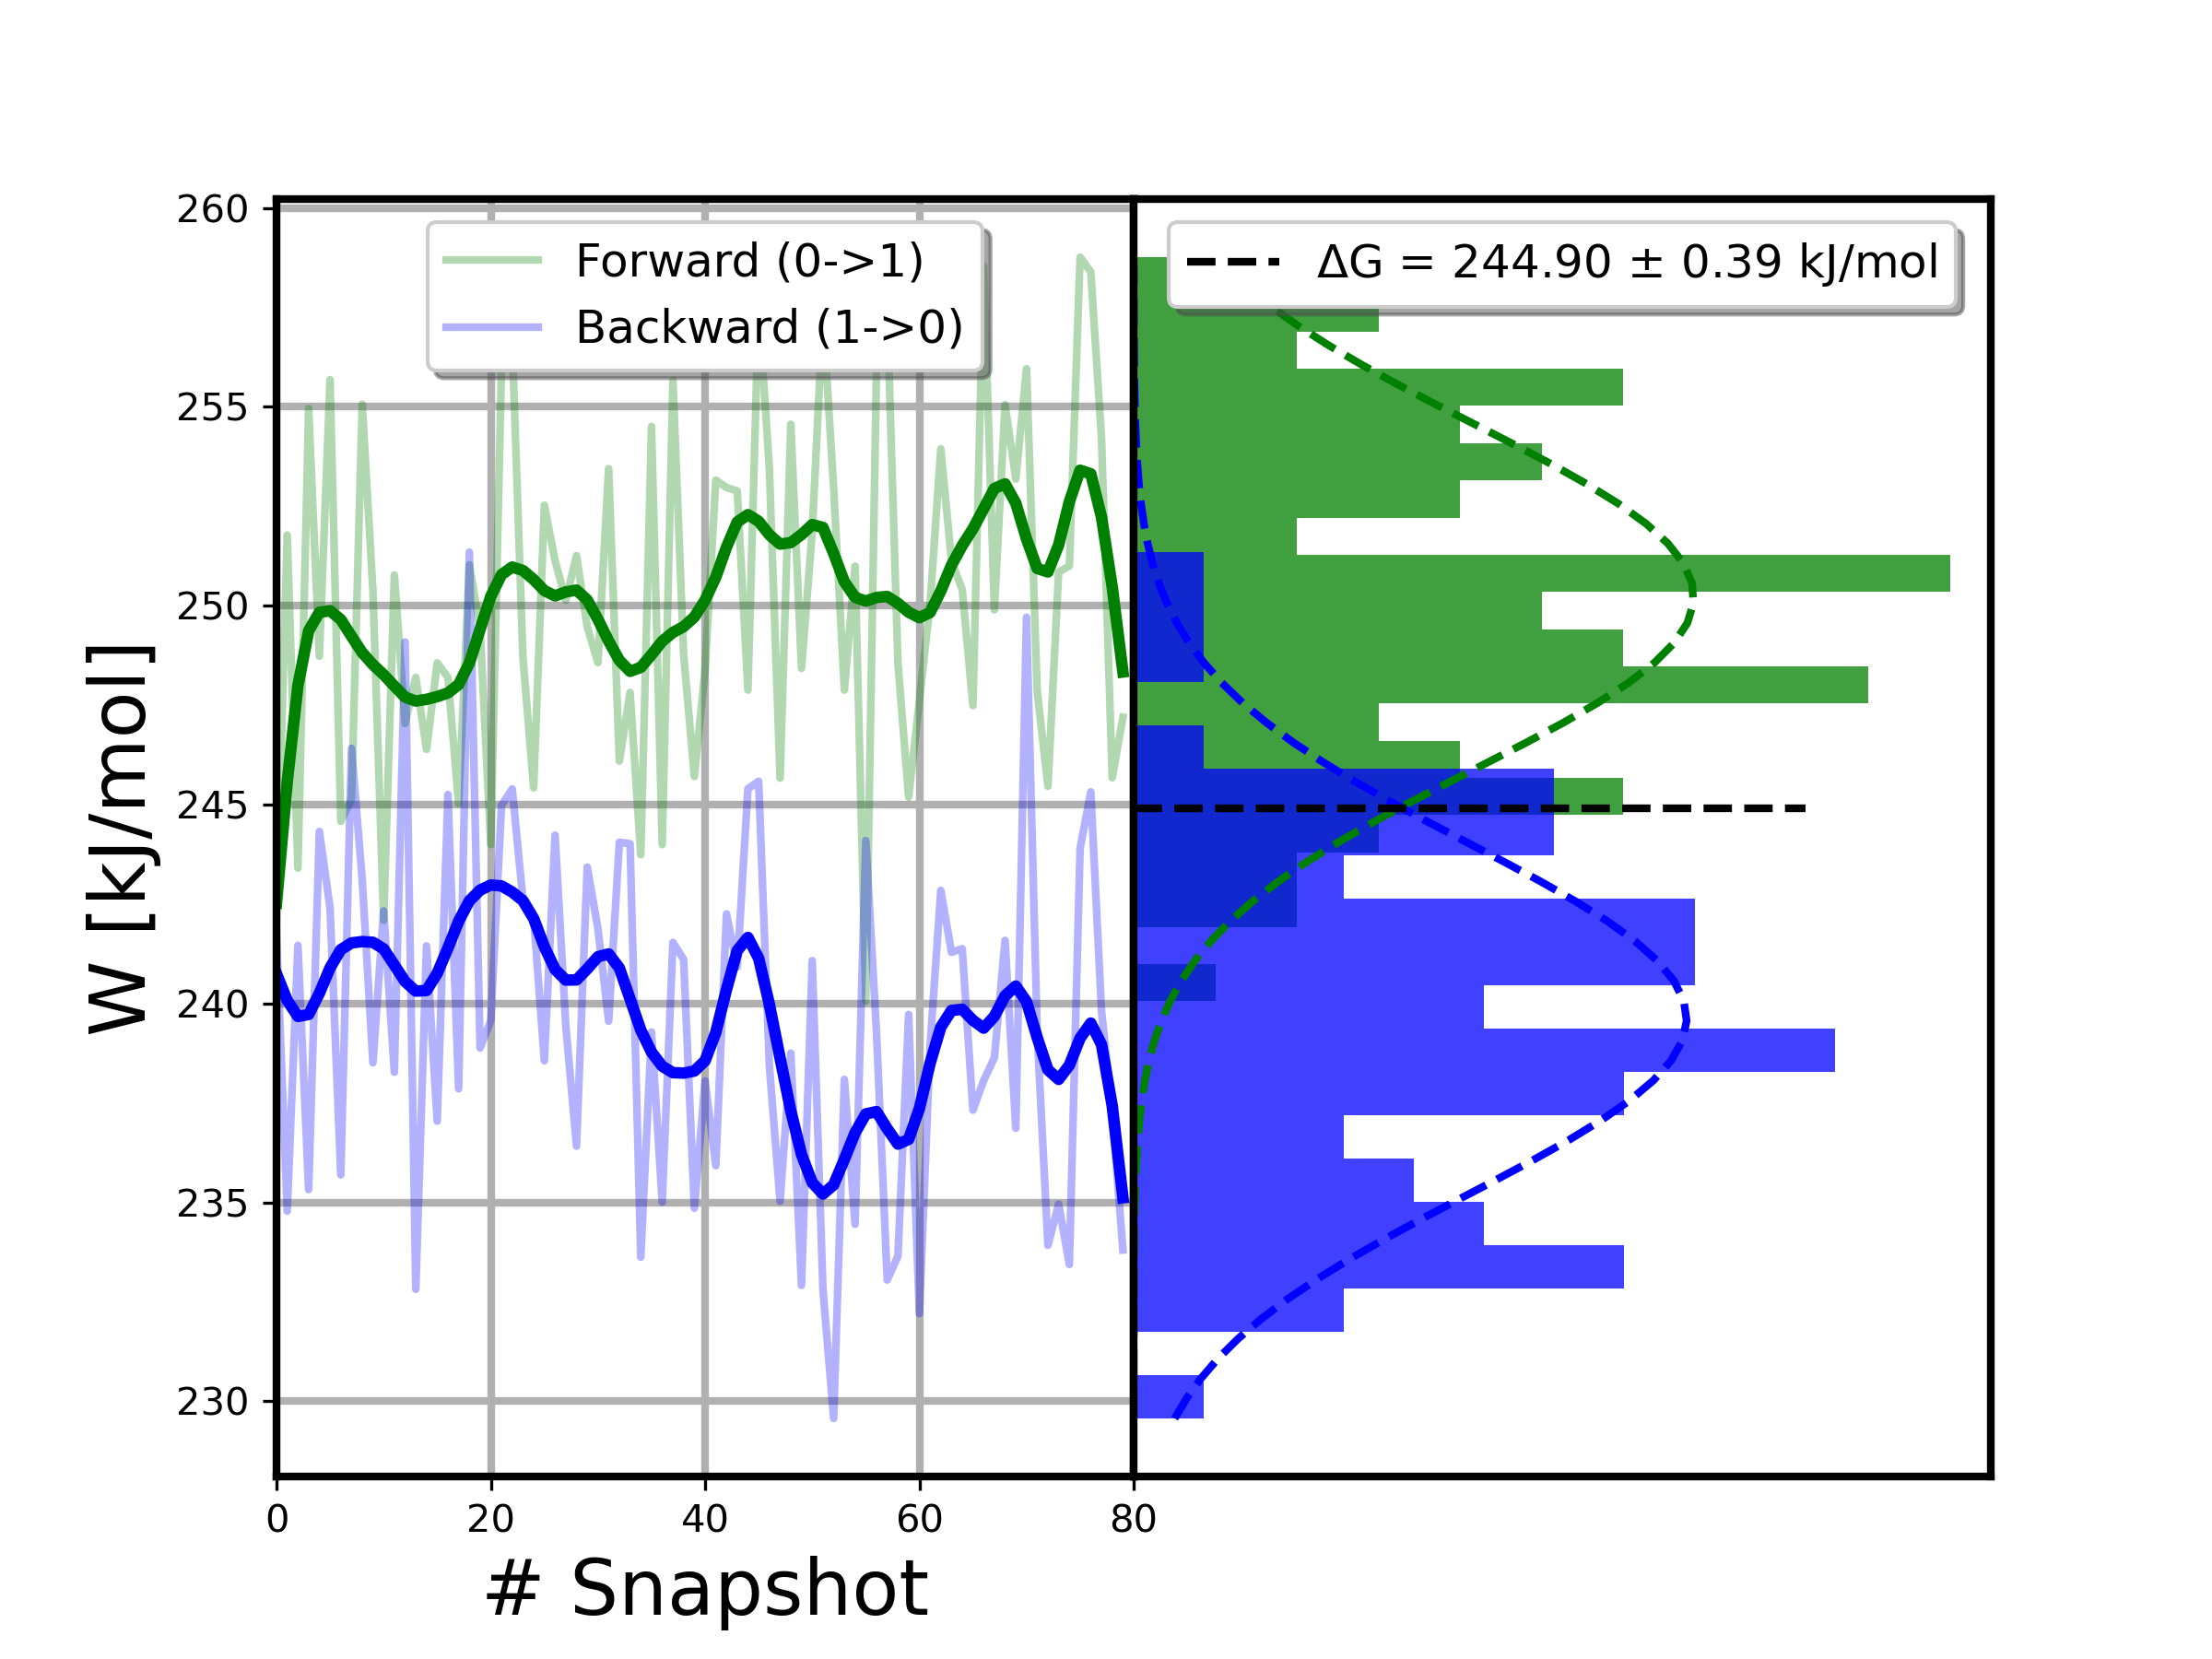 Forward (0->1)
Backward (1->0)
ΔG = 244.90 ± 0.39 kJ/mol
W [kJ/mol]
260
255
250
245
240
235
230
0 20 40 60 80
# Snapshot